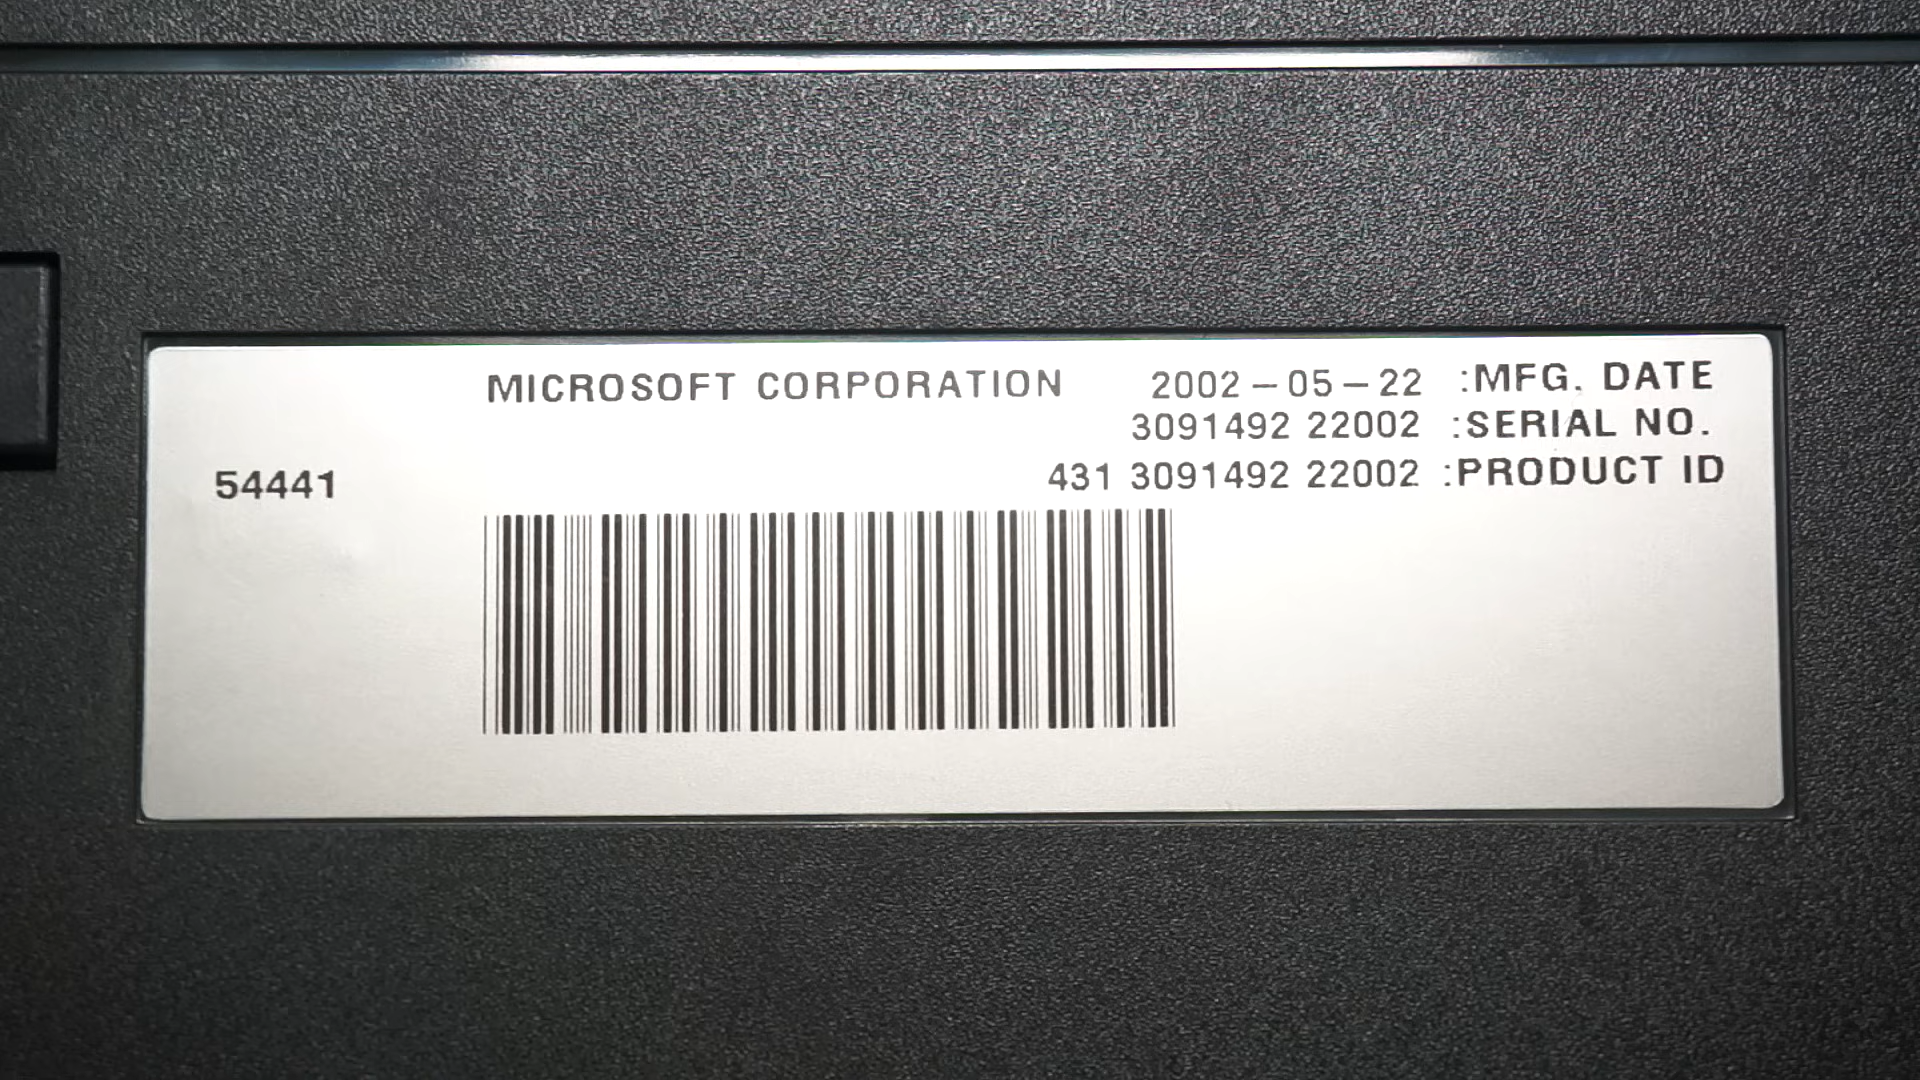 MICROSOFT CORPORATION 2002-05-22 :MFG. DATE
3091492 22002 :SERIAL NO.
54441 431 3091492 22002 :PRODUCT ID